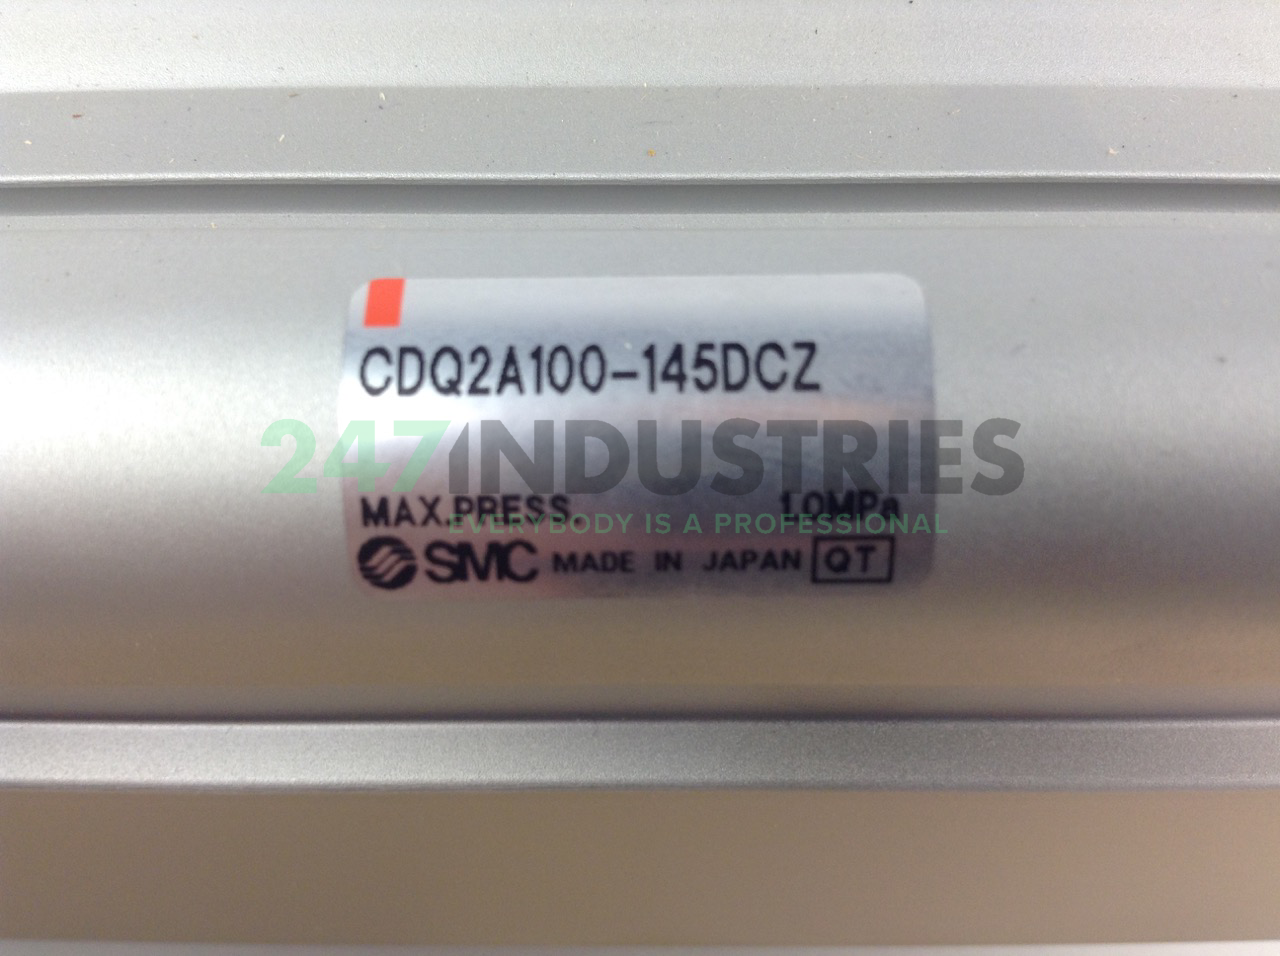 CDQ2A100-145DCZ
247INDUSTRIES
MAX.PRESS. 1.0MPa
EVERYBODY IS A PROFESSIONAL
SMC MADE IN JAPAN QT